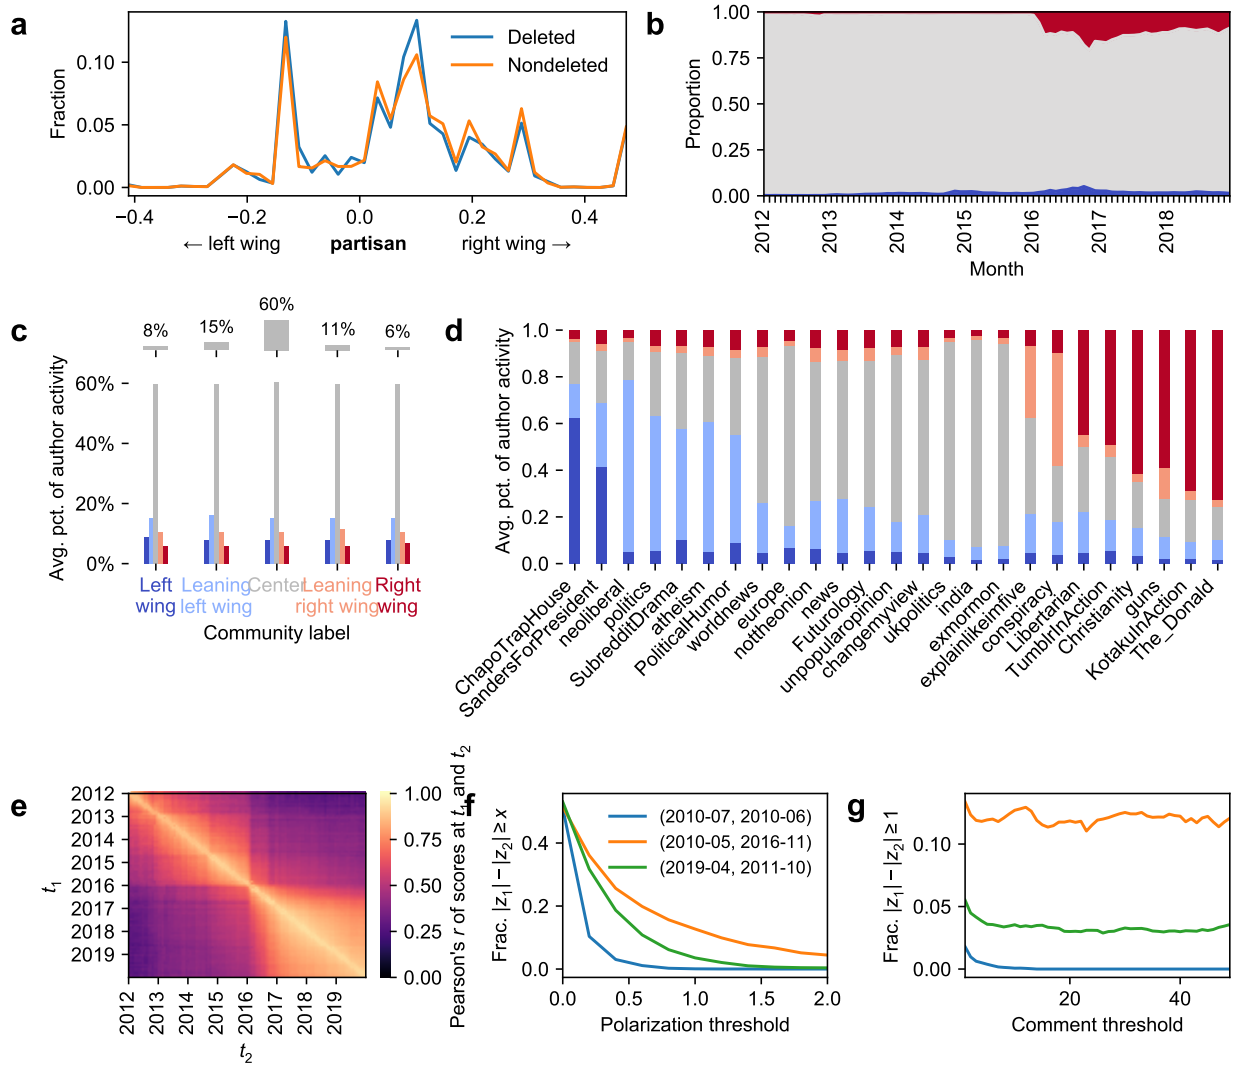 a
Fraction
0.10
0.05
0.00
−0.4
−0.2
0.0
0.2
0.4
← left wing
partisan
right wing →
Deleted
Nondeleted
b
Proportion
1.00
0.75
0.50
0.25
0.00
2012
2013
2014
2015
2016
2017
2018
Month
c
Avg. pct. of author activity
8%
15%
60%
11%
6%
60%
40%
20%
0%
Left wing
Leaning left wing
Center
Leaning right wing
Right wing
Community label
d
Avg. pct. of author activity
1.0
0.8
0.6
0.4
0.2
0.0
ChapoTrapHouse
SandersForPresident
neoliberal
politics
SubredditDrama
atheism
PoliticalHumor
worldnews
europe
nottheonion
news
Futurology
unpopularopinion
changemyview
ukpolitics
india
exmormon
explainlikeimfive
conspiracy
Libertarian
TumblrInAction
Christianity
guns
KotakuInAction
The_Donald
e
t1
2012
2013
2014
2015
2016
2017
2018
2019
2012
2013
2014
2015
2016
2017
2018
2019
t2
1.00
0.75
0.50
0.25
0.00
Pearson's r of scores at t1 and t2
f
Frac. |z1| − |z2| ≥ x
0.4
0.2
0.0
0.0
0.5
1.0
1.5
2.0
Polarization threshold
(2010-07, 2010-06)
(2010-05, 2016-11)
(2019-04, 2011-10)
g
Frac. |z1| − |z2| ≥ 1
0.10
0.05
0.00
20
40
Comment threshold